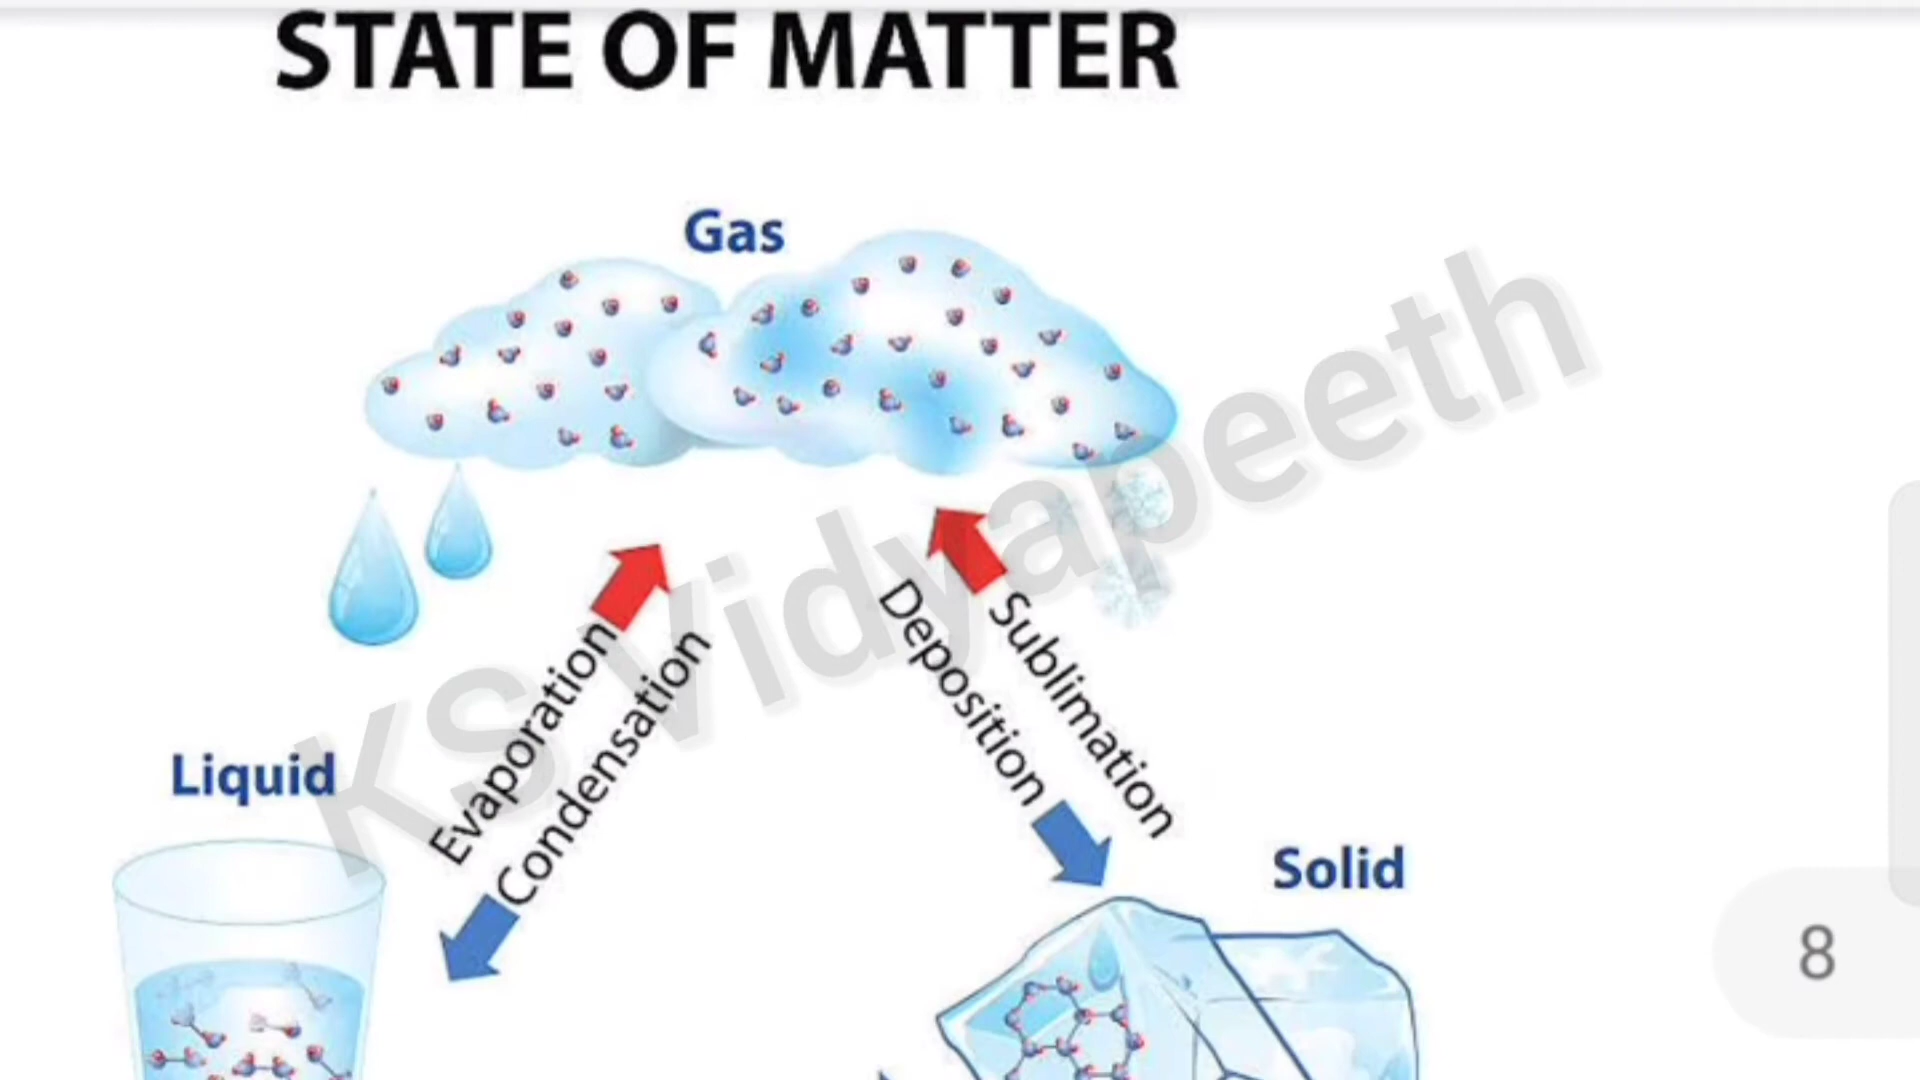 STATE OF MATTER
Gas
KS Vidyapeeth
Evaporation
Condensation
Deposition
Sublimation
Liquid
Solid
8